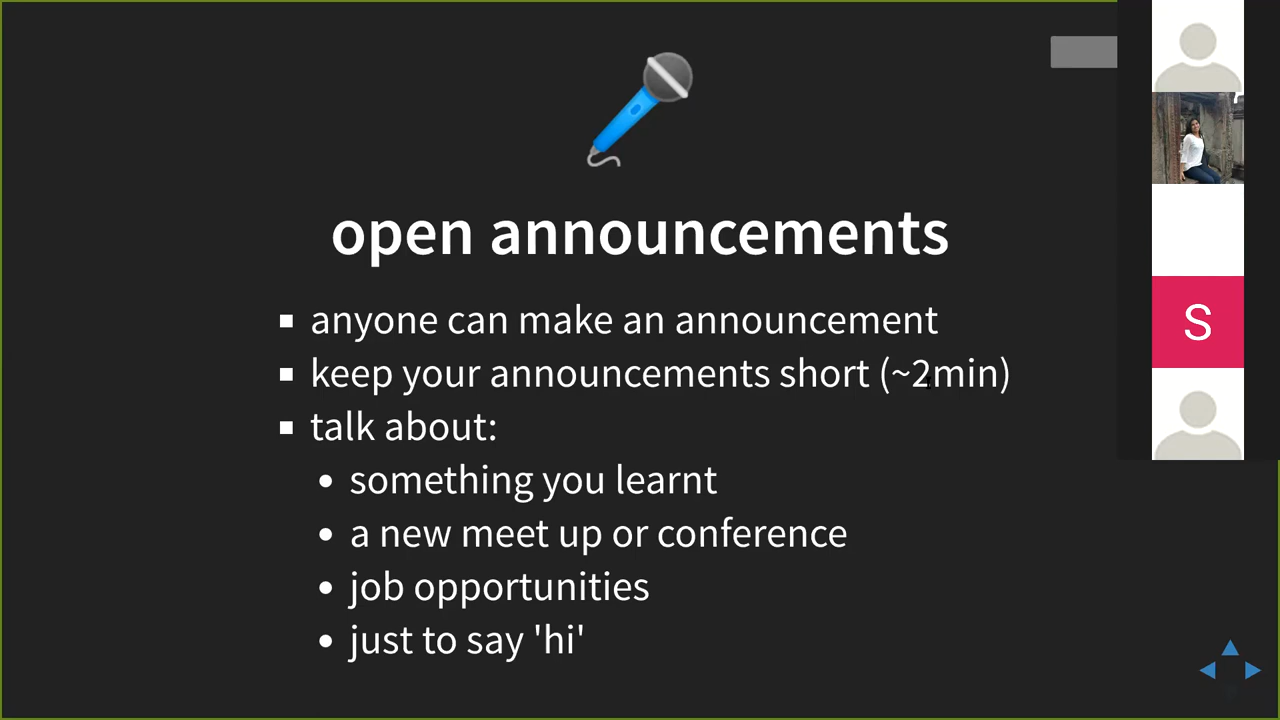 open announcements
anyone can make an announcement
keep your announcements short (~2min)
talk about:
something you learnt
a new meet up or conference
job opportunities
just to say 'hi'
S